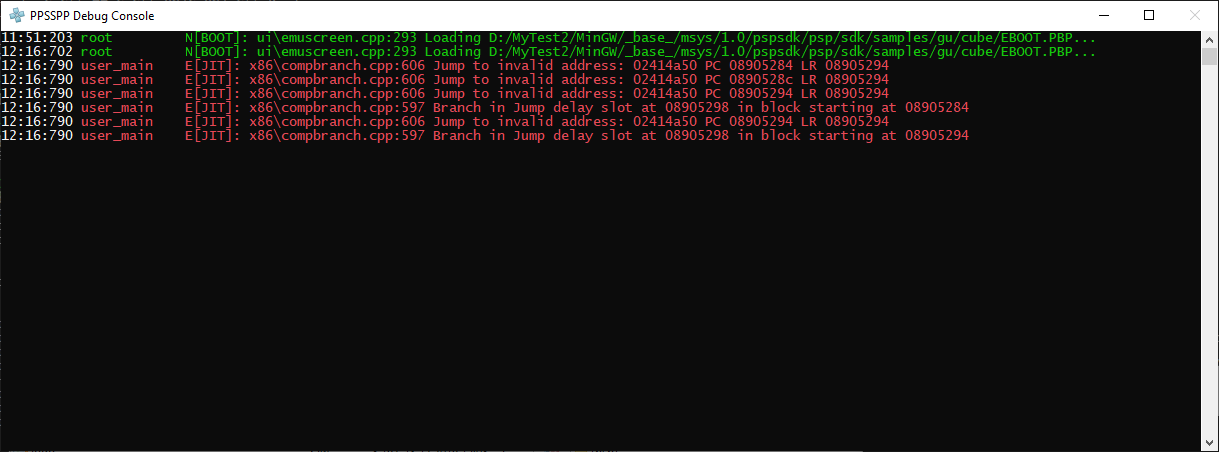 PPSSPP Debug Console
11:51:203 root N[BOOT]: ui\emuscreen.cpp:293 Loading D:/MyTest2/MinGW/_base_/msys/1.0/pspsdk/psp/sdk/samples/gu/cube/EBOOT.PBP...
12:16:702 root N[BOOT]: ui\emuscreen.cpp:293 Loading D:/MyTest2/MinGW/_base_/msys/1.0/pspsdk/psp/sdk/samples/gu/cube/EBOOT.PBP...
12:16:790 user_main E[JIT]: x86\compbranch.cpp:606 Jump to invalid address: 02414a50 PC 08905284 LR 08905294
12:16:790 user_main E[JIT]: x86\compbranch.cpp:606 Jump to invalid address: 02414a50 PC 0890528c LR 08905294
12:16:790 user_main E[JIT]: x86\compbranch.cpp:606 Jump to invalid address: 02414a50 PC 08905294 LR 08905294
12:16:790 user_main E[JIT]: x86\compbranch.cpp:597 Branch in Jump delay slot at 08905298 in block starting at 08905284
12:16:790 user_main E[JIT]: x86\compbranch.cpp:606 Jump to invalid address: 02414a50 PC 08905294 LR 08905294
12:16:790 user_main E[JIT]: x86\compbranch.cpp:597 Branch in Jump delay slot at 08905298 in block starting at 08905294